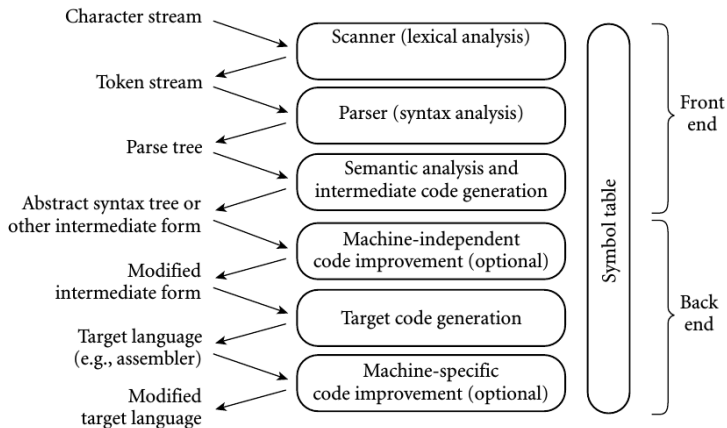 Character stream
Scanner (lexical analysis)
Token stream
Parser (syntax analysis)
Parse tree
Semantic analysis and
intermediate code generation
Abstract syntax tree or
other intermediate form
Machine-independent
code improvement (optional)
Modified
intermediate form
Target code generation
Target language
(e.g., assembler)
Machine-specific
code improvement (optional)
Modified
target language
Symbol table
Front
end
Back
end